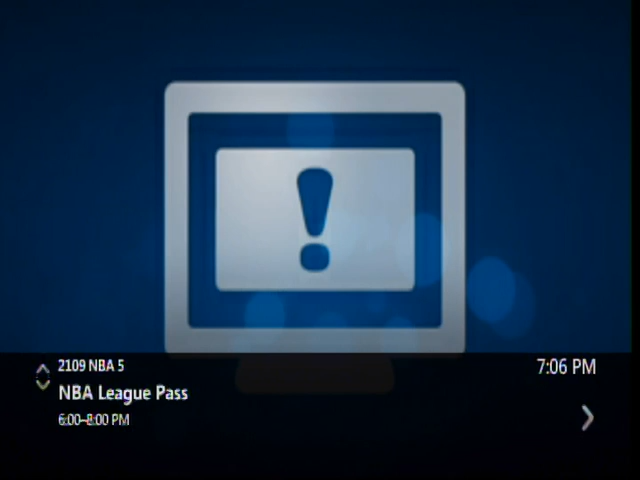 !
2109 NBA 5
7:06 PM
NBA League Pass
6:00–8:00 PM